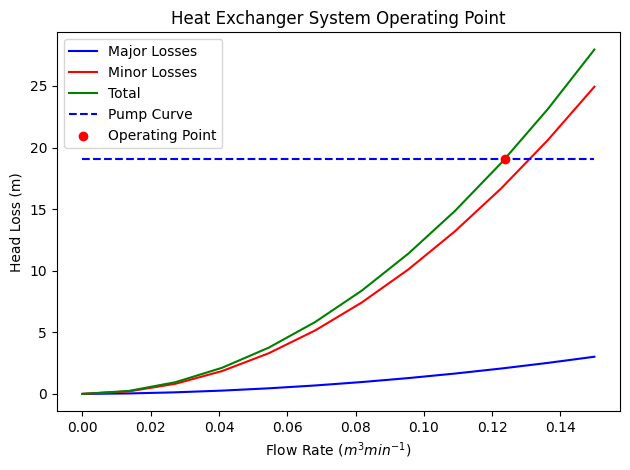 Heat Exchanger System Operating Point
Major Losses
Minor Losses
Total
Pump Curve
Operating Point
Head Loss (m)
25
20
15
10
5
0
0.00 0.02 0.04 0.06 0.08 0.10 0.12 0.14
Flow Rate (m³min⁻¹)